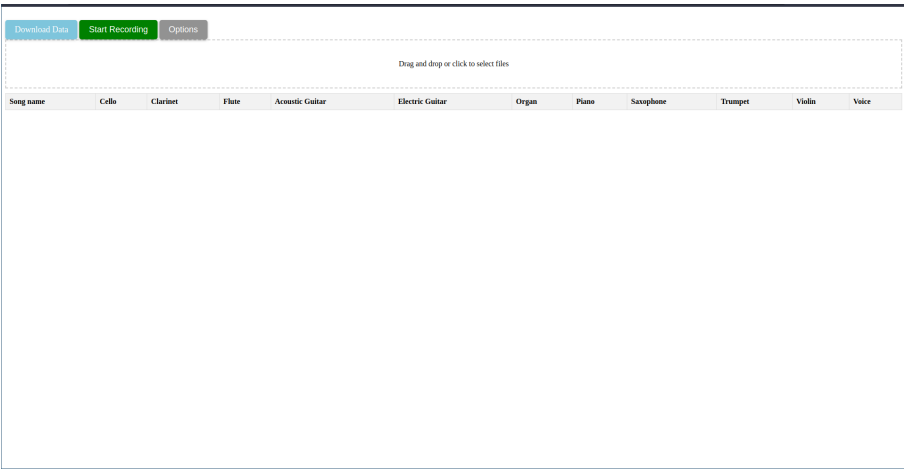 Download Data Start Recording Options
Drag and drop or click to select files
Song name Cello Clarinet Flute Acoustic Guitar Electric Guitar Organ Piano Saxophone Trumpet Violin Voice